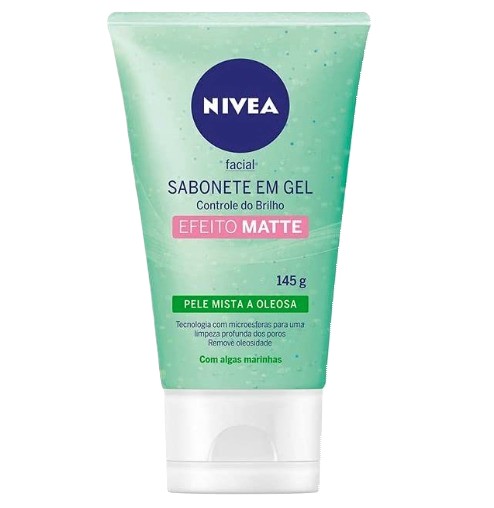 NIVEA
facial
SABONETE EM GEL
Controle do Brilho
EFEITO MATTE
145 g
PELE MISTA A OLEOSA
Tecnologia com microesferas para uma
limpeza profunda dos poros
Remove oleosidade
Com algas marinhas